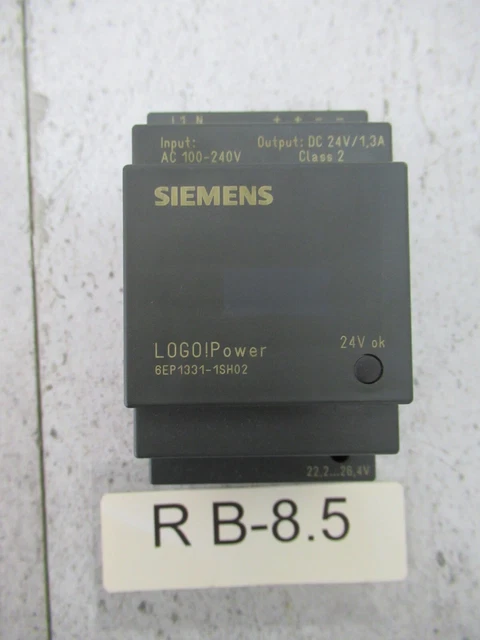 L1 N + + - -
Input: Output: DC 24V/1,3A
AC 100-240V Class 2
SIEMENS
LOGO!Power 24V ok
6EP1331-1SH02
22,2...26,4V
R B-8.5